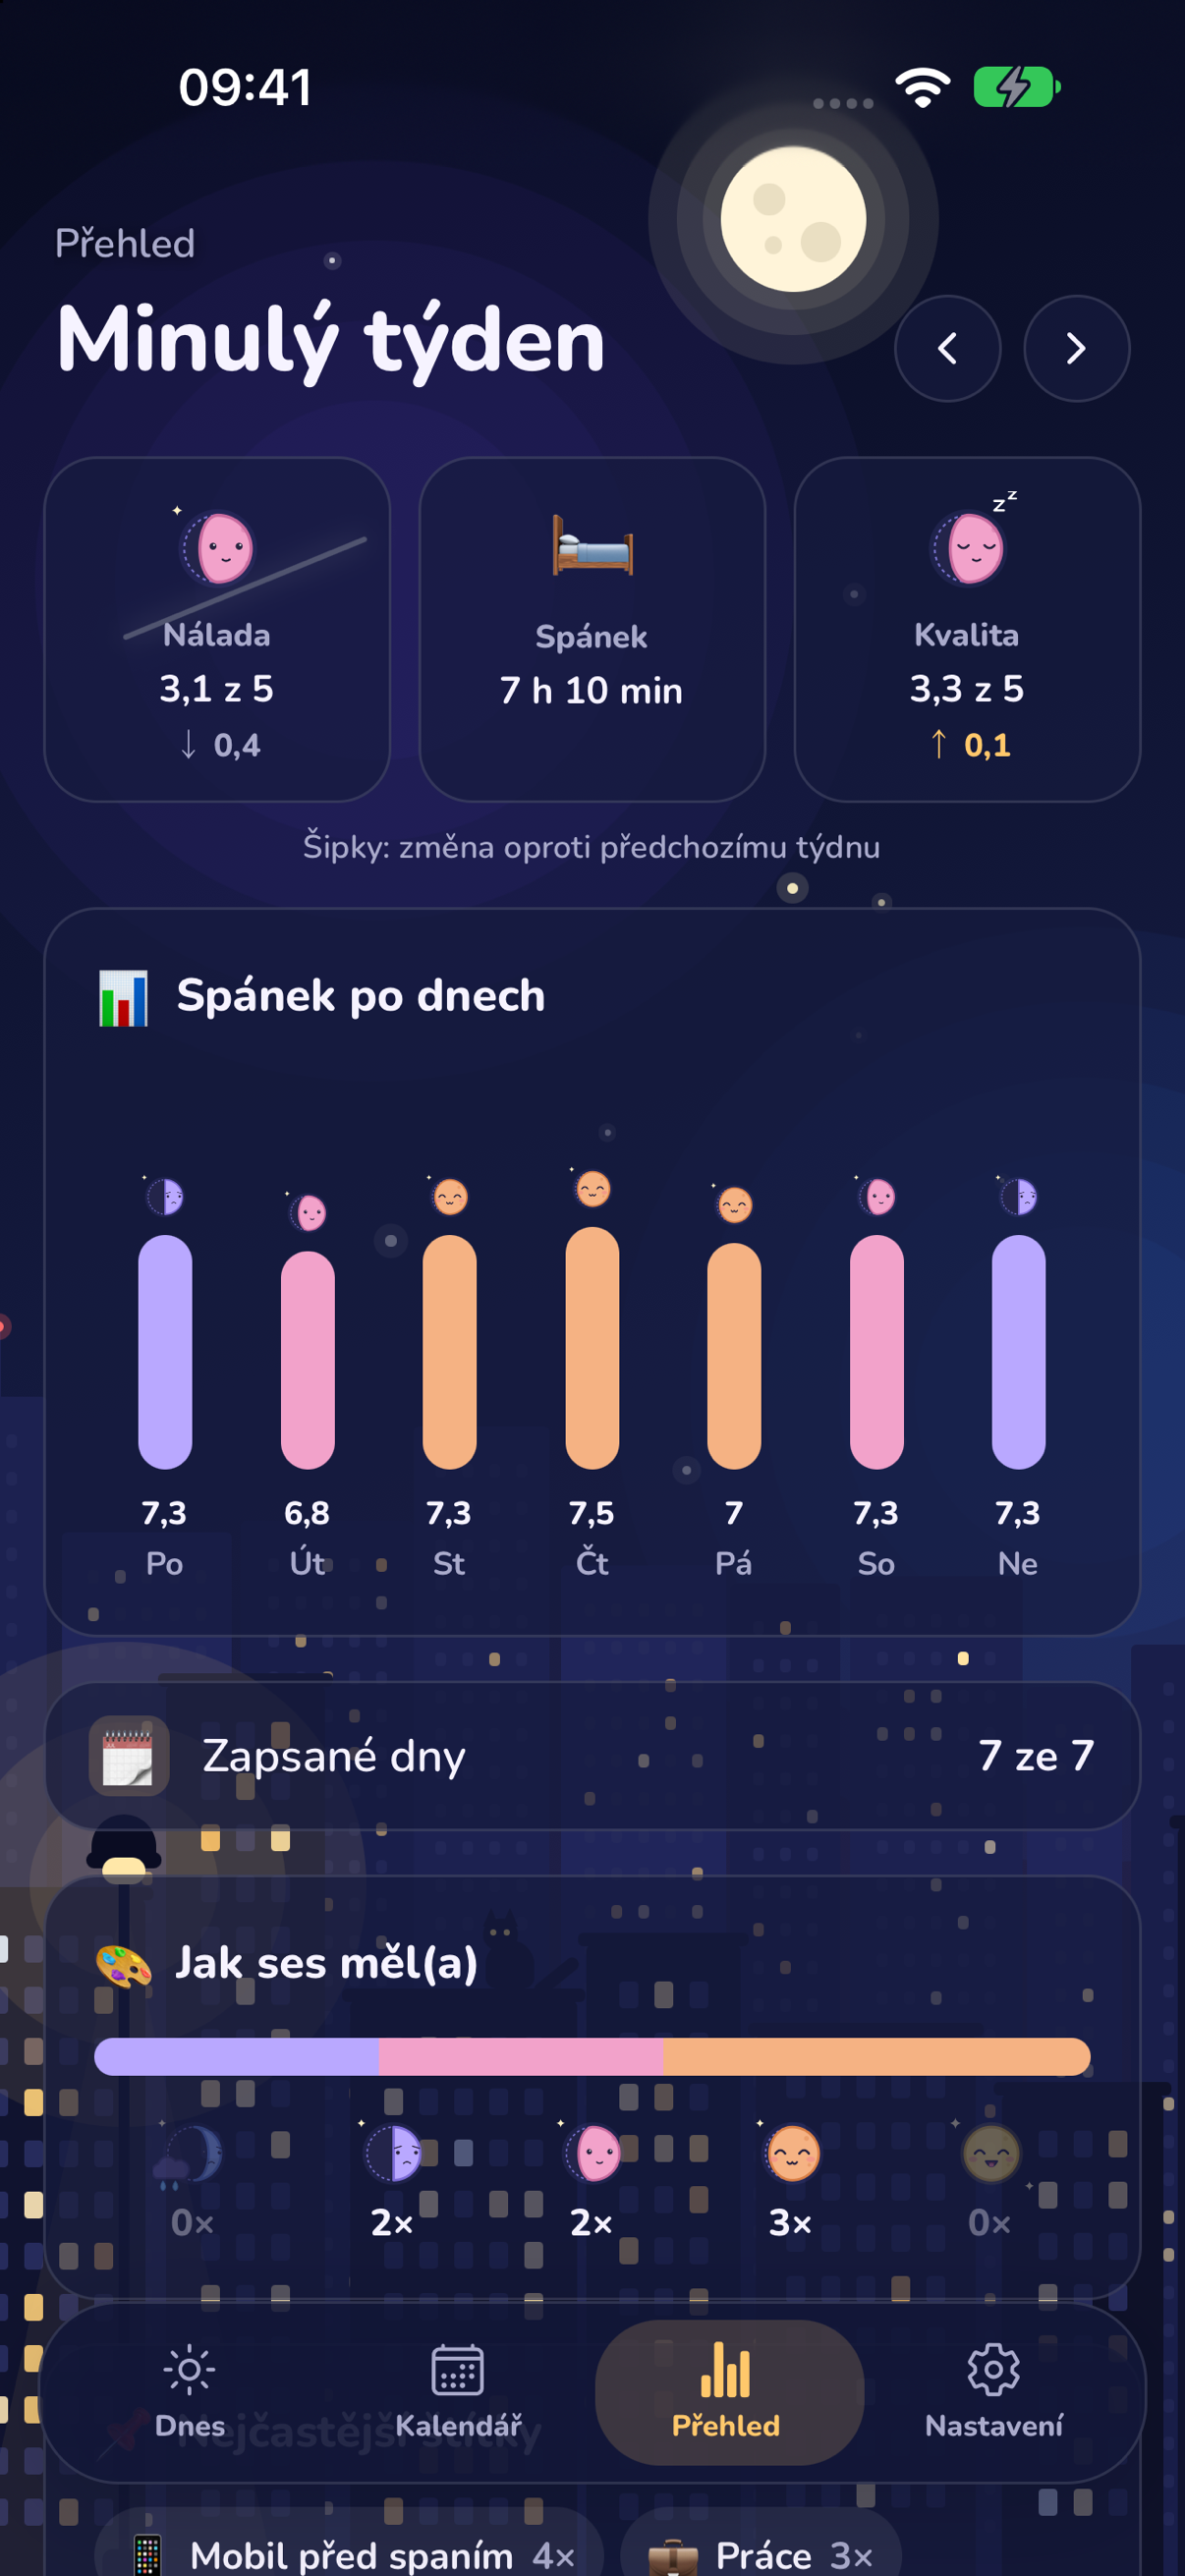 09:41
Přehled
Minulý týden
Nálada
3,1 z 5
↓ 0,4
Spánek
7 h 10 min
Kvalita
3,3 z 5
↑ 0,1
Šipky: změna oproti předchozímu týdnu
Spánek po dnech
7,3 6,8 7,3 7,5 7 7,3 7,3
Po Út St Čt Pá So Ne
Zapsané dny 7 ze 7
Jak ses měl(a)
0× 2× 2× 3× 0×
Nejčastější štítky
Dnes Kalendář Přehled Nastavení
Mobil před spaním 4× Práce 3×